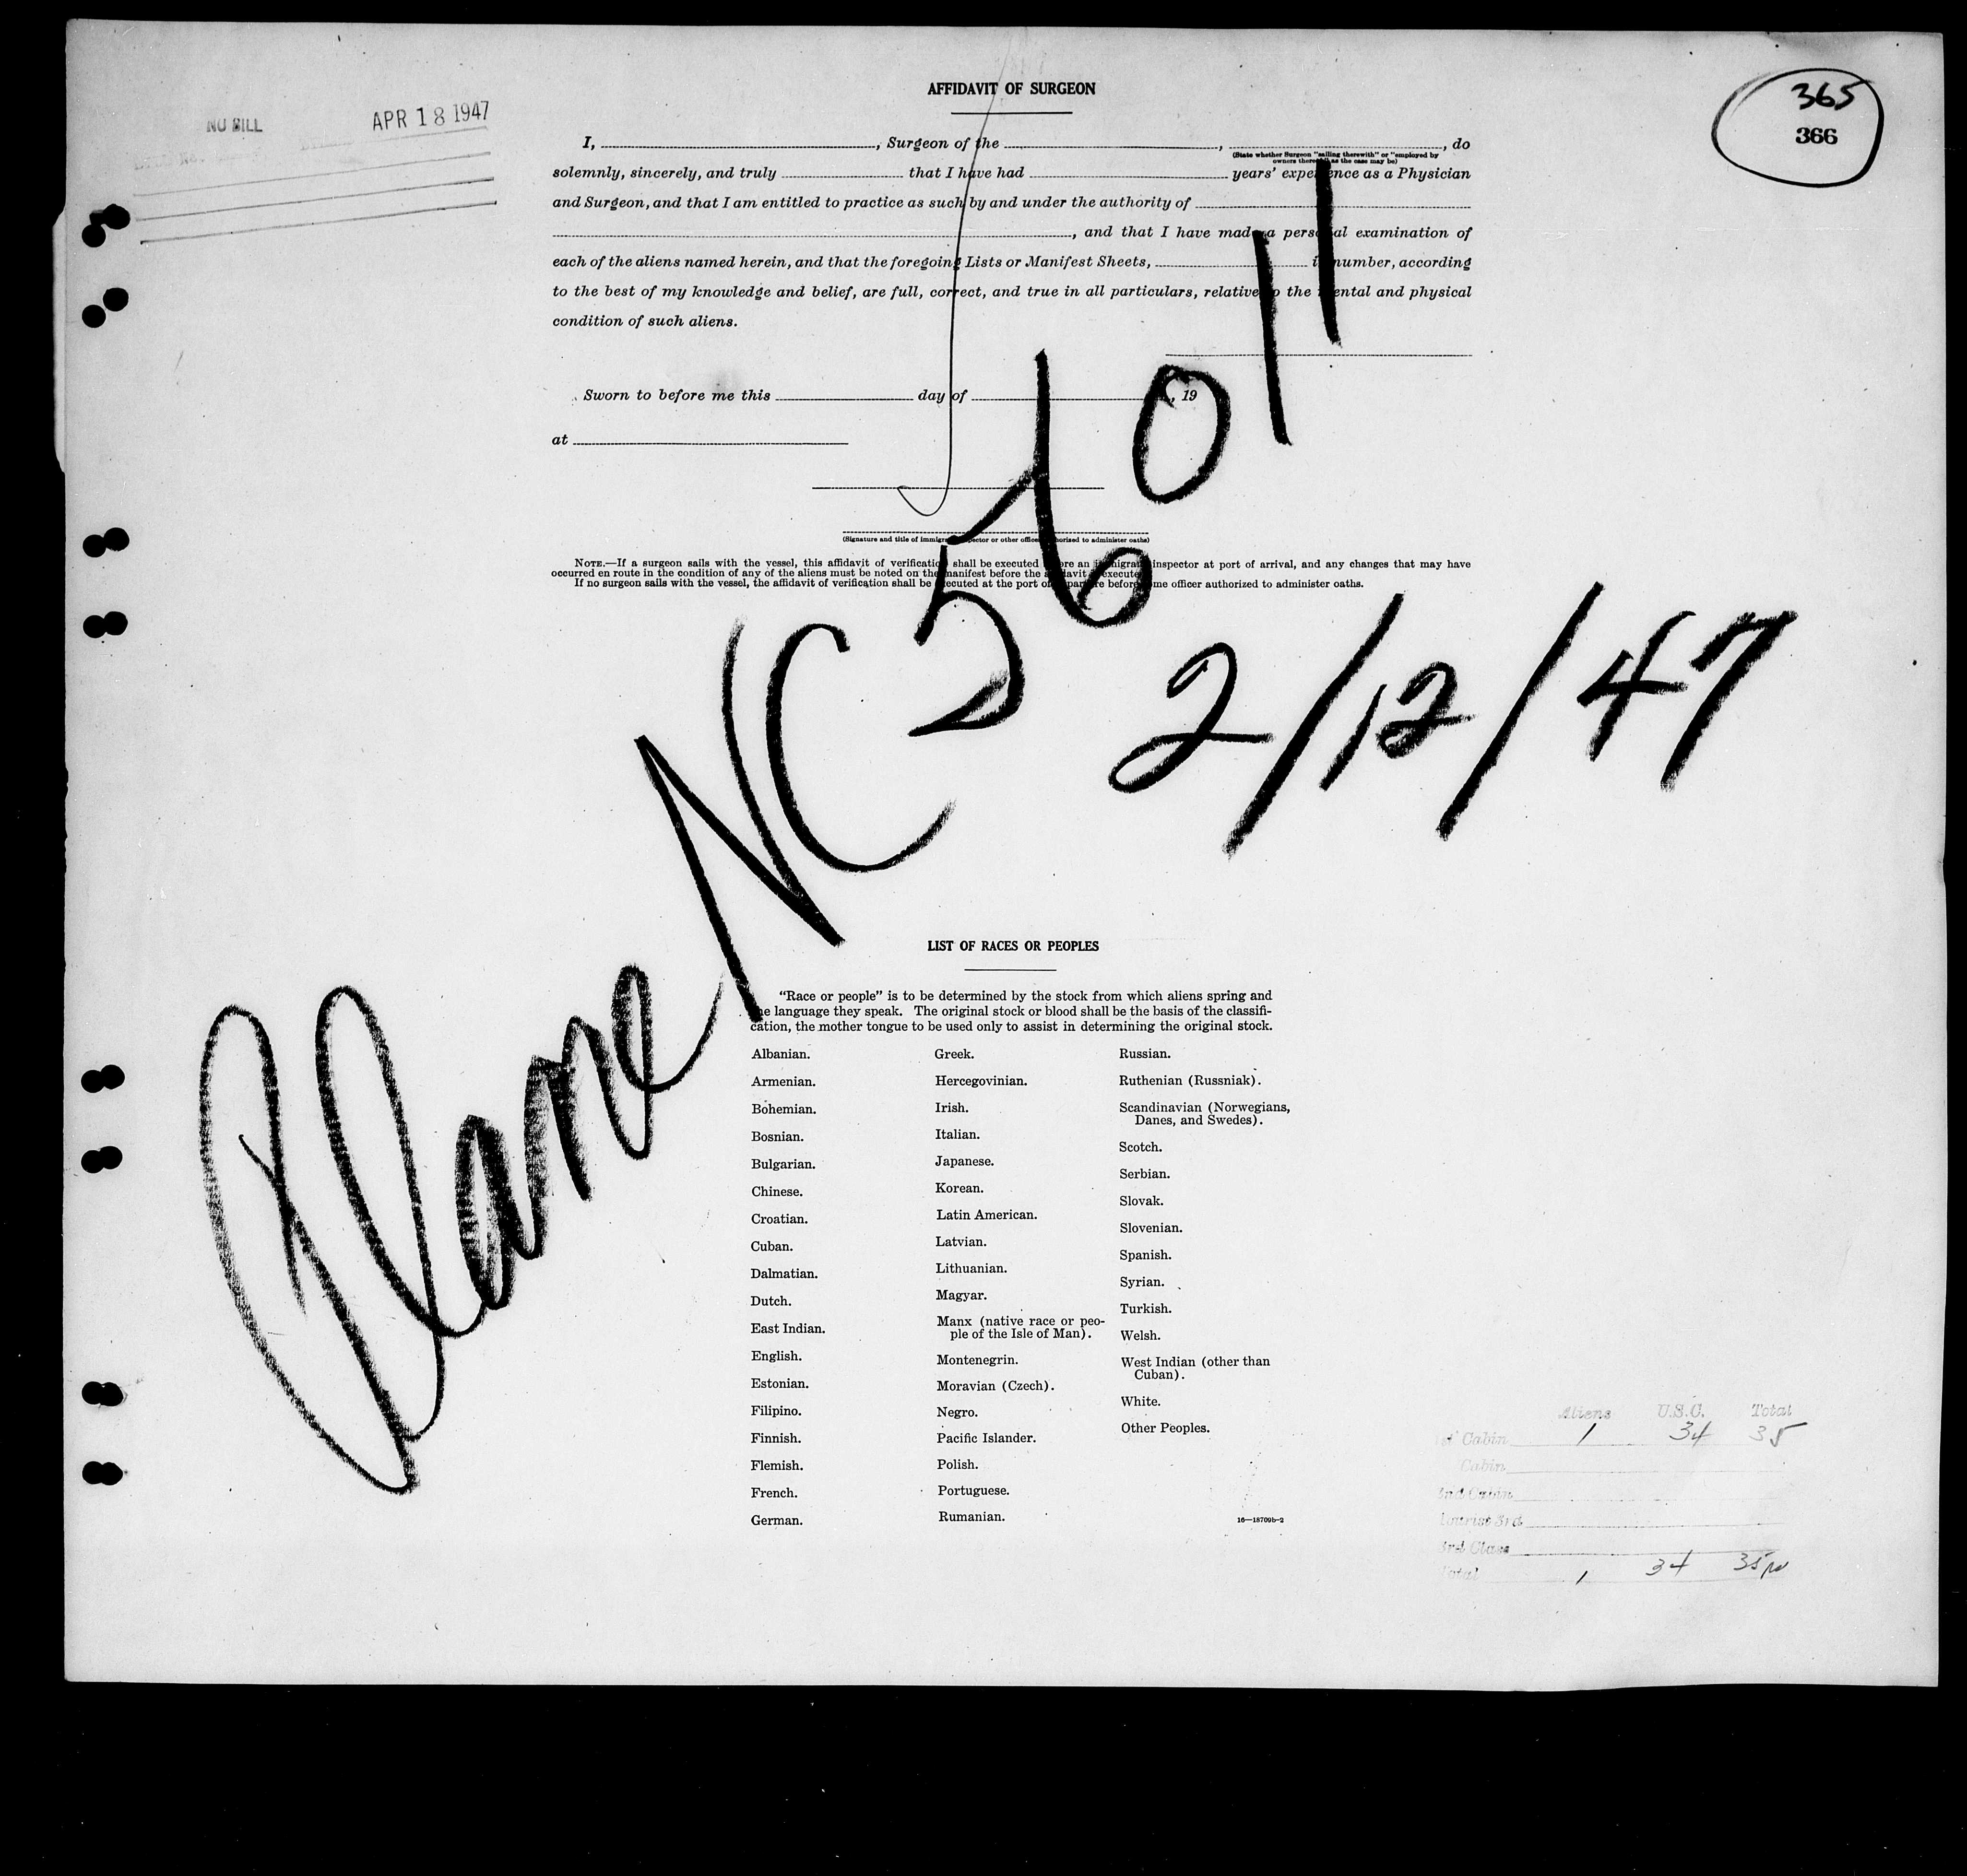 AFFIDAVIT OF SURGEON
365
366
NO BILL
APR 18 1947
I, , Surgeon of the , , do
(State whether Surgeon "sailing therewith" or "employed by
owners thereof" as the case may be)
solemnly, sincerely, and truly that I have had years' experience as a Physician
and Surgeon, and that I am entitled to practice as such by and under the authority of
, and that I have made a personal examination of
each of the aliens named herein, and that the foregoing Lists or Manifest Sheets, in number, according
to the best of my knowledge and belief, are full, correct, and true in all particulars, relative to the mental and physical
condition of such aliens.
Sworn to before me this day of , 19
at
(Signature and title of immigrant inspector or other officer authorized to administer oaths)
NOTE.—If a surgeon sails with the vessel, this affidavit of verification shall be executed before an immigrant inspector at port of arrival, and any changes that may have
occurred en route in the condition of any of the aliens must be noted on the manifest before the affidavit is executed.
If no surgeon sails with the vessel, the affidavit of verification shall be executed at the port of departure before some officer authorized to administer oaths.
Plane NC 56011
2/12/47
LIST OF RACES OR PEOPLES
"Race or people" is to be determined by the stock from which aliens spring and
the language they speak. The original stock or blood shall be the basis of the classifi-
cation, the mother tongue to be used only to assist in determining the original stock.
Albanian.
Armenian.
Bohemian.
Bosnian.
Bulgarian.
Chinese.
Croatian.
Cuban.
Dalmatian.
Dutch.
East Indian.
English.
Estonian.
Filipino.
Finnish.
Flemish.
French.
German.
Greek.
Hercegovinian.
Irish.
Italian.
Japanese.
Korean.
Latin American.
Latvian.
Lithuanian.
Magyar.
Manx (native race or peo-
ple of the Isle of Man).
Montenegrin.
Moravian (Czech).
Negro.
Pacific Islander.
Polish.
Portuguese.
Rumanian.
Russian.
Ruthenian (Russniak).
Scandinavian (Norwegians,
Danes, and Swedes).
Scotch.
Serbian.
Slovak.
Slovenian.
Spanish.
Syrian.
Turkish.
Welsh.
West Indian (other than
Cuban).
White.
Other Peoples.
16—18709b-2
Aliens U.S.C. Total
Cabin 1 34 35
Cabin
2nd Cabin
Tourist 3rd
3rd Class
Total 1 34 35